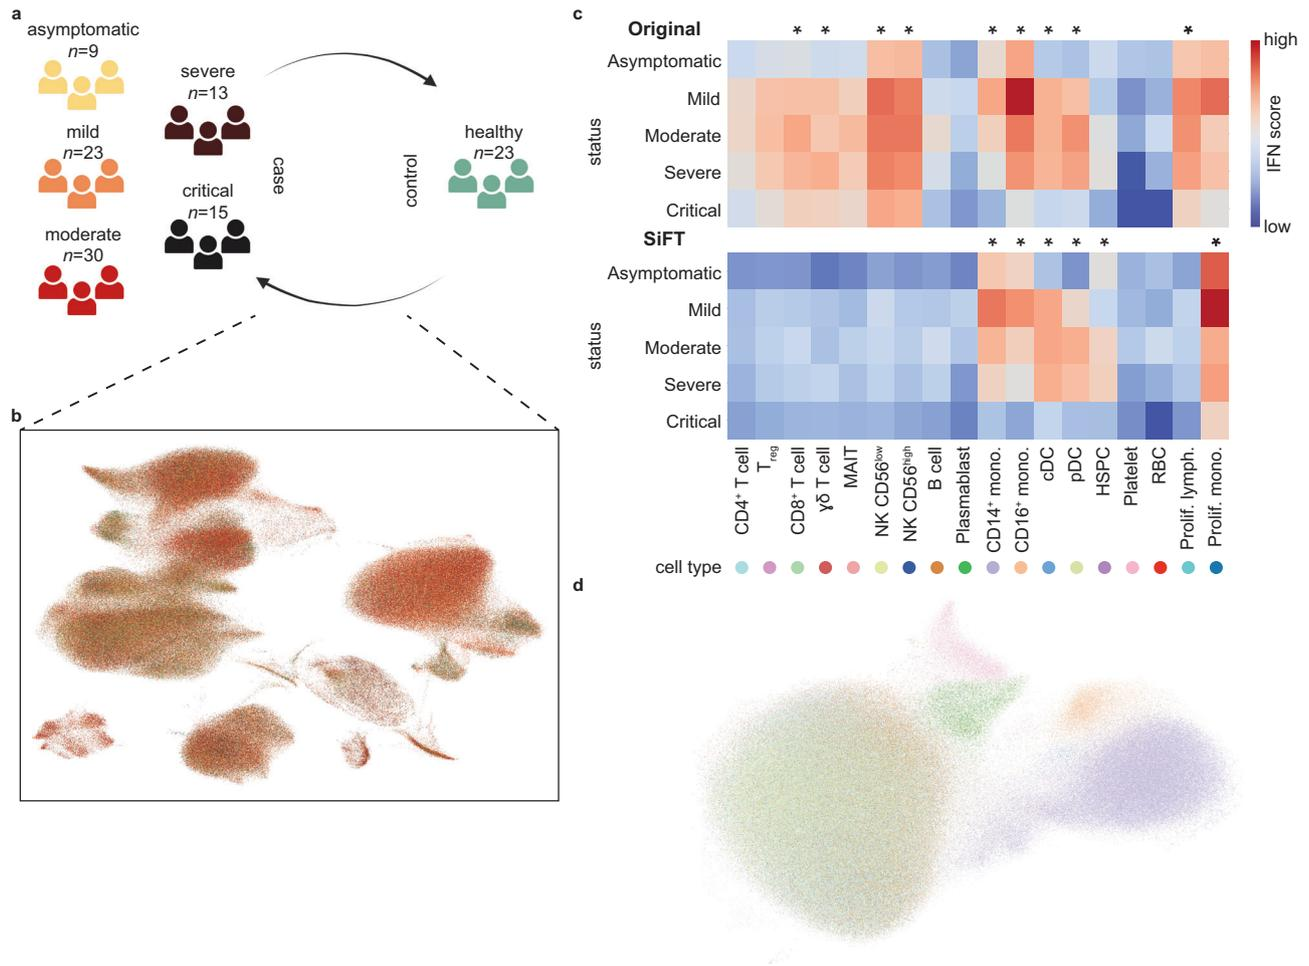 a
asymptomatic
n=9
mild
n=23
moderate
n=30
severe
n=13
critical
n=15
case
control
healthy
n=23
b
c
Original
* * * * * * * * *
status
Asymptomatic
Mild
Moderate
Severe
Critical
high
IFN score
low
SiFT
* * * * * *
status
Asymptomatic
Mild
Moderate
Severe
Critical
CD4⁺ T cell
Treg
CD8⁺ T cell
γδ T cell
MAIT
NK CD56low
NK CD56high
B cell
Plasmablast
CD14⁺ mono.
CD16⁺ mono.
cDC
pDC
HSPC
Platelet
RBC
Prolif. lymph.
Prolif. mono.
cell type
d